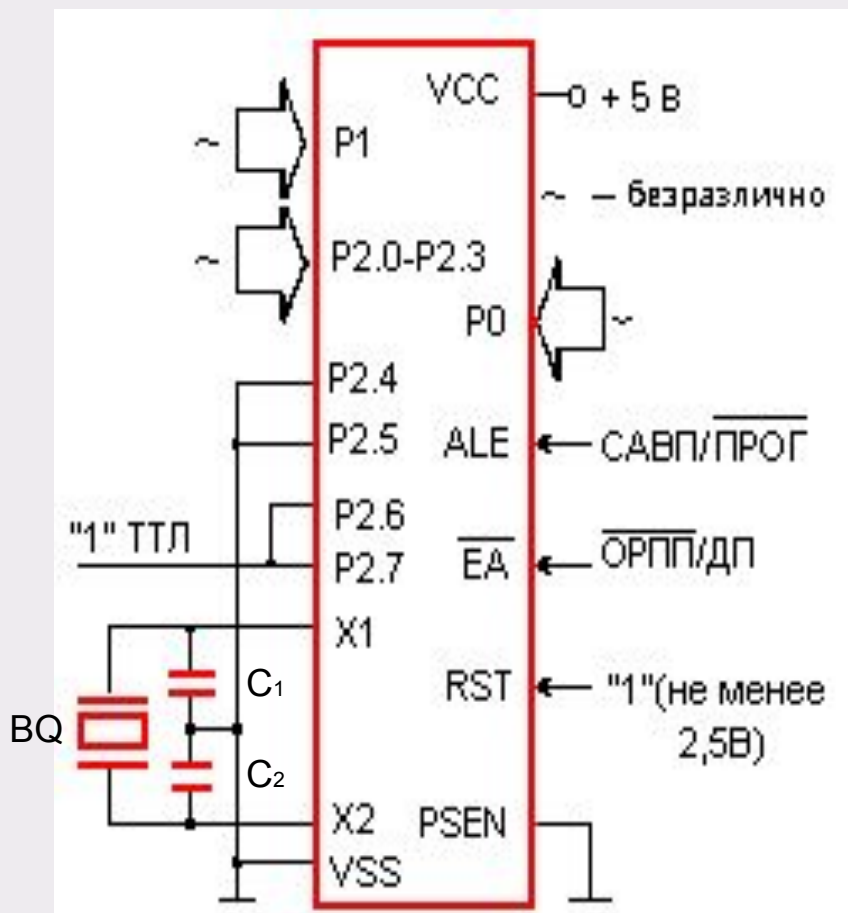 VCC
+ 5 В
~
P1
~ — безразлично
~
P2.0-P2.3
P0
~
P2.4
P2.5
ALE
САВП/ПРОГ
P2.6
"1" ТТЛ
P2.7
EA
ОРПП/ДП
X1
C₁
RST
"1"(не менее
2,5В)
BQ
C₂
X2
PSEN
VSS